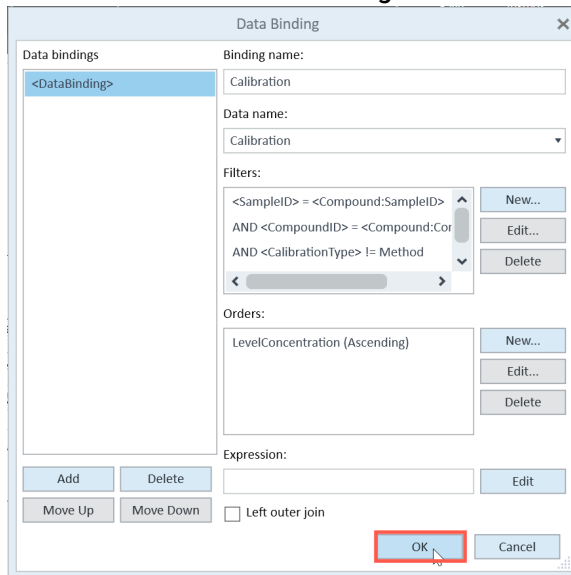 Data Binding
Data bindings
<DataBinding>
Add Delete
Move Up Move Down
Binding name:
Calibration
Data name:
Calibration
Filters:
<SampleID> = <Compound:SampleID>
AND <CompoundID> = <Compound:Cor
AND <CalibrationType> != Method
New...
Edit...
Delete
Orders:
LevelConcentration (Ascending)
New...
Edit...
Delete
Expression:
Edit
Left outer join
OK Cancel